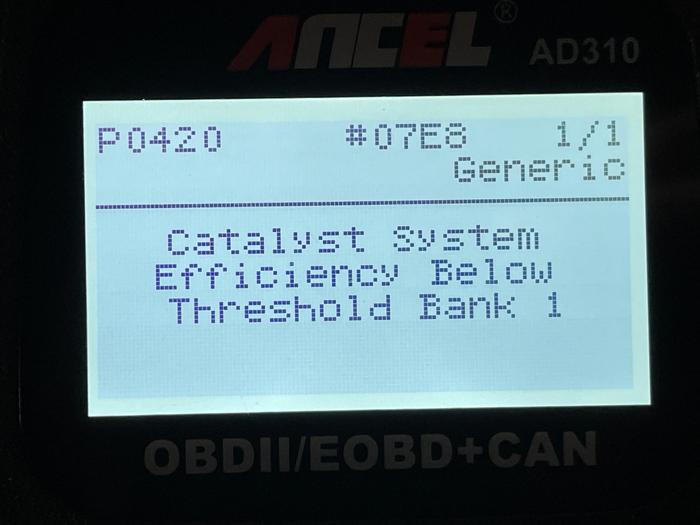 ANCEL® AD310
P0420 #07E8 1/1
Generic
Catalyst System
Efficiency Below
Threshold Bank 1
OBDII/EOBD+CAN